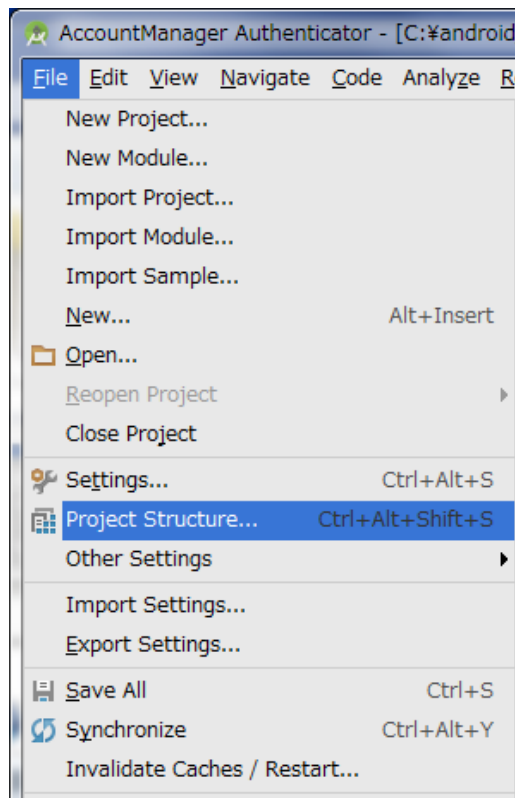 AccountManager Authenticator - [C:¥android
File Edit View Navigate Code Analyze R
New Project...
New Module...
Import Project...
Import Module...
Import Sample...
New... Alt+Insert
Open...
Reopen Project
Close Project
Settings... Ctrl+Alt+S
Project Structure... Ctrl+Alt+Shift+S
Other Settings
Import Settings...
Export Settings...
Save All Ctrl+S
Synchronize Ctrl+Alt+Y
Invalidate Caches / Restart...